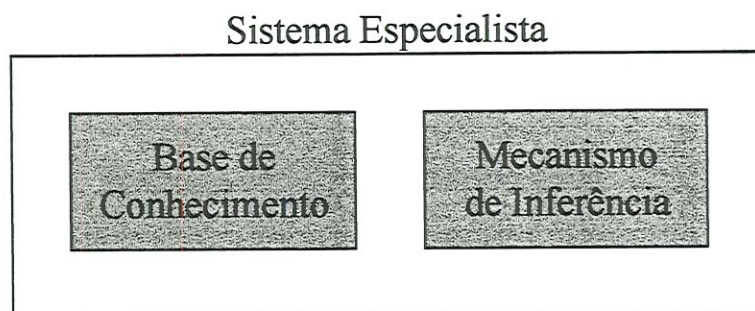 Sistema Especialista
Base de
Conhecimento
Mecanismo
de Inferência